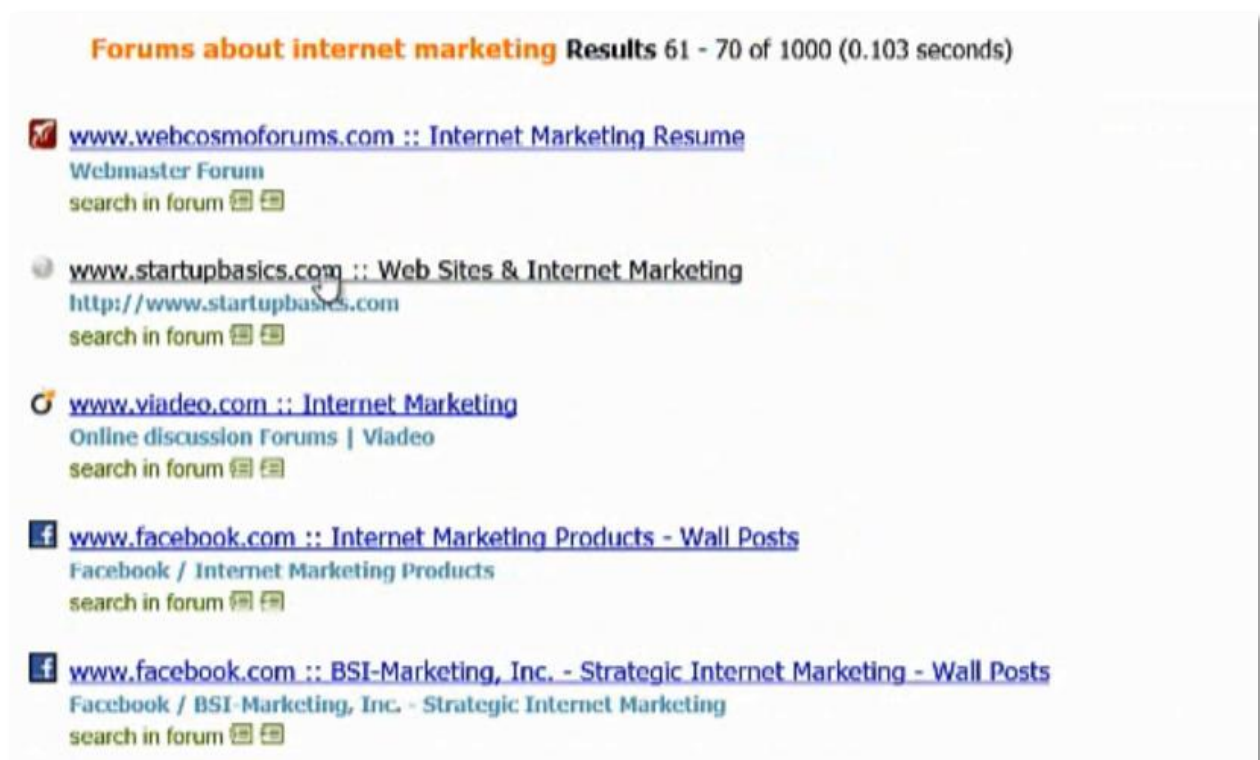 Forums about internet marketing Results 61 - 70 of 1000 (0.103 seconds)
www.webcosmoforums.com :: Internet Marketing Resume
Webmaster Forum
search in forum
www.startupbasics.com :: Web Sites & Internet Marketing
http://www.startupbasics.com
search in forum
www.viadeo.com :: Internet Marketing
Online discussion Forums | Viadeo
search in forum
www.facebook.com :: Internet Marketing Products - Wall Posts
Facebook / Internet Marketing Products
search in forum
www.facebook.com :: BSI-Marketing, Inc. - Strategic Internet Marketing - Wall Posts
Facebook / BSI-Marketing, Inc. - Strategic Internet Marketing
search in forum